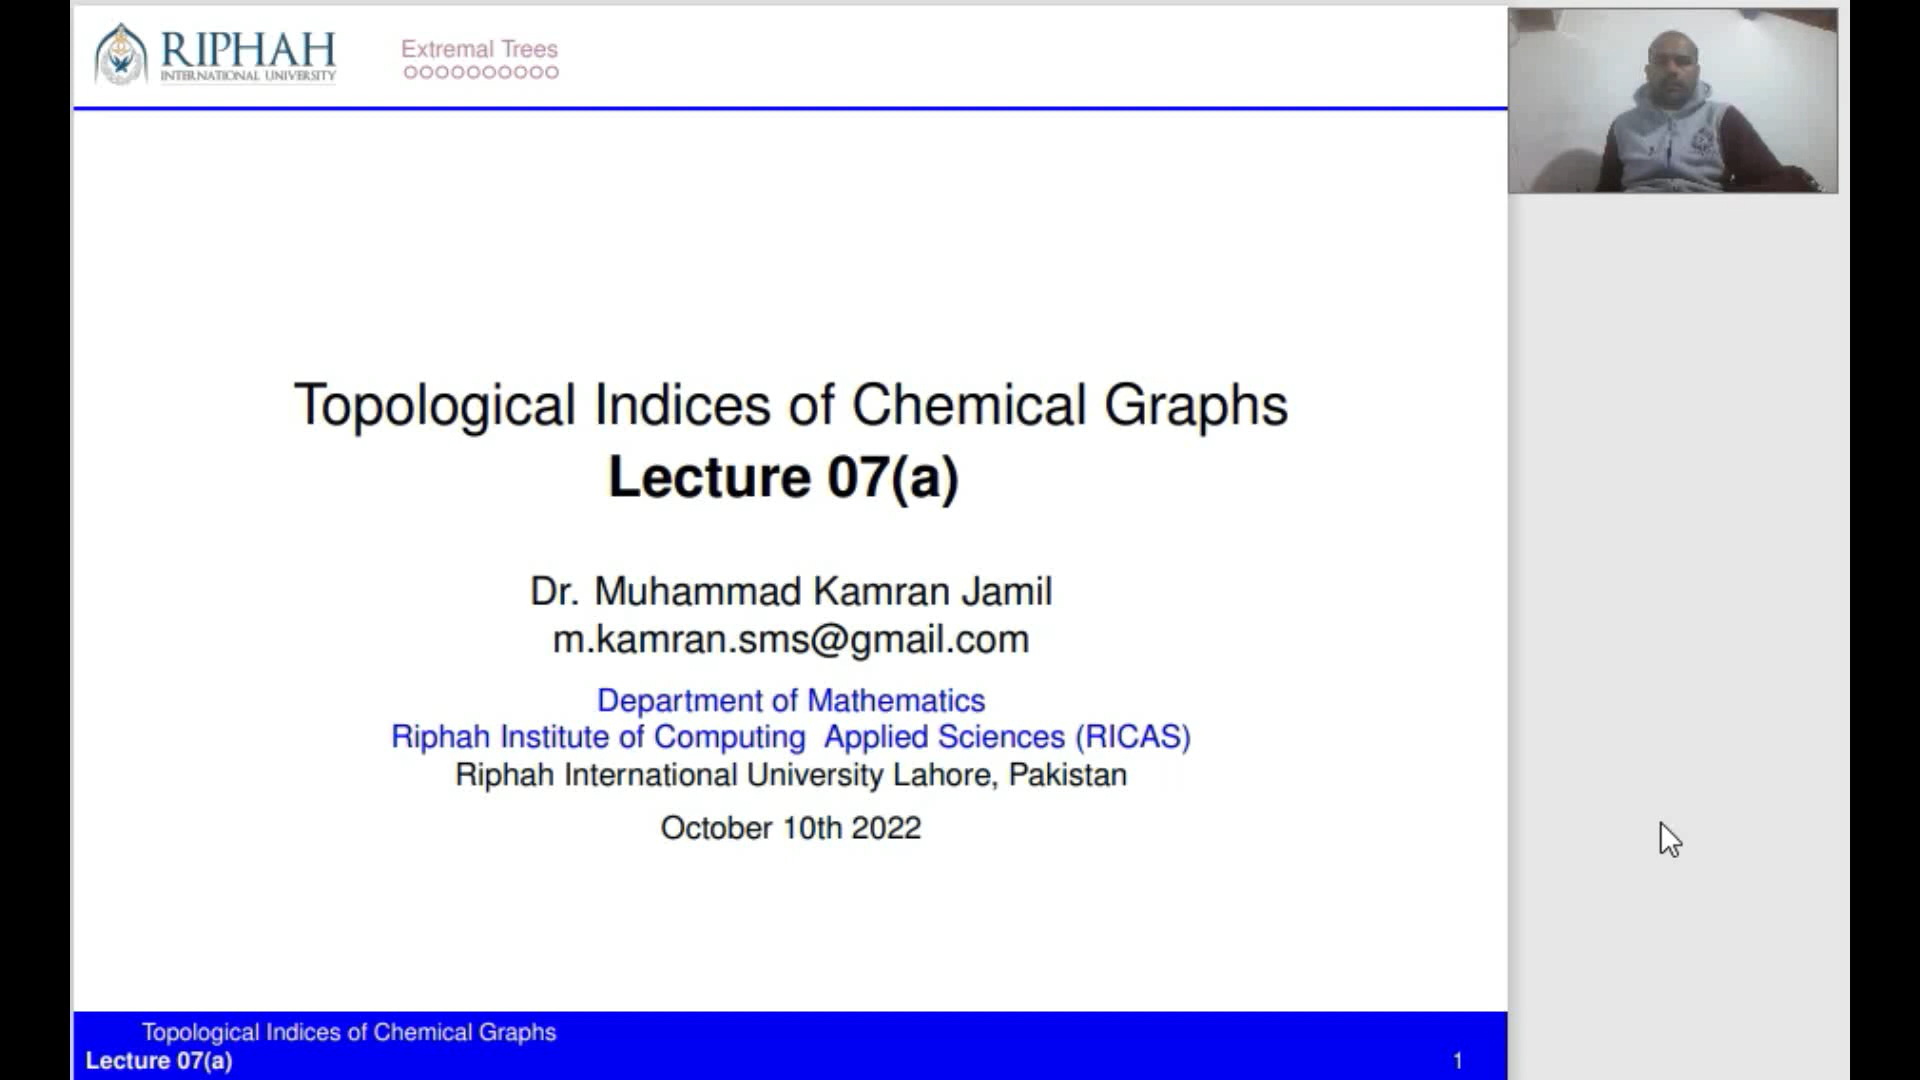 RIPHAH
INTERNATIONAL UNIVERSITY
Extremal Trees
Topological Indices of Chemical Graphs
Lecture 07(a)
Dr. Muhammad Kamran Jamil
m.kamran.sms@gmail.com
Department of Mathematics
Riphah Institute of Computing Applied Sciences (RICAS)
Riphah International University Lahore, Pakistan
October 10th 2022
Topological Indices of Chemical Graphs
Lecture 07(a)
1